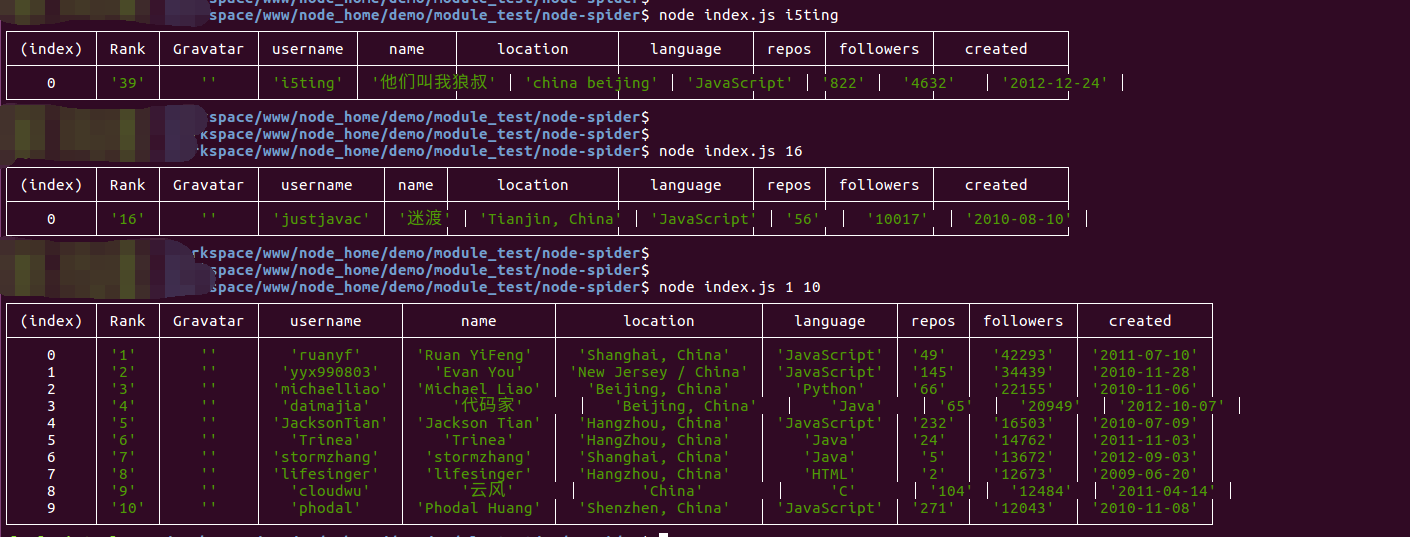 kspace/www/node_home/demo/module_test/node-spider$ node index.js i5ting
(index) Rank Gravatar username name location language repos followers created
0 '39' '' 'i5ting' '他们叫我狼叔' 'china beijing' 'JavaScript' '822' '4632' '2012-12-24'
kspace/www/node_home/demo/module_test/node-spider$
rkspace/www/node_home/demo/module_test/node-spider$
rkspace/www/node_home/demo/module_test/node-spider$ node index.js 16
(index) Rank Gravatar username name location language repos followers created
0 '16' '' 'justjavac' '迷渡' 'Tianjin, China' 'JavaScript' '56' '10017' '2010-08-10'
rkspace/www/node_home/demo/module_test/node-spider$
kspace/www/node_home/demo/module_test/node-spider$
space/www/node_home/demo/module_test/node-spider$ node index.js 1 10
(index) Rank Gravatar username name location language repos followers created
0 '1' '' 'ruanyf' 'Ruan YiFeng' 'Shanghai, China' 'JavaScript' '49' '42293' '2011-07-10'
1 '2' '' 'yyx990803' 'Evan You' 'New Jersey / China' 'JavaScript' '145' '34439' '2010-11-28'
2 '3' '' 'michaelliao' 'Michael Liao' 'Beijing, China' 'Python' '66' '22155' '2010-11-06'
3 '4' '' 'daimajia' '代码家' 'Beijing, China' 'Java' '65' '20949' '2012-10-07'
4 '5' '' 'JacksonTian' 'Jackson Tian' 'Hangzhou, China' 'JavaScript' '232' '16503' '2010-07-09'
5 '6' '' 'Trinea' 'Trinea' 'HangZhou, China' 'Java' '24' '14762' '2011-11-03'
6 '7' '' 'stormzhang' 'stormzhang' 'Shanghai, China' 'Java' '5' '13672' '2012-09-03'
7 '8' '' 'lifesinger' 'lifesinger' 'Hangzhou, China' 'HTML' '2' '12673' '2009-06-20'
8 '9' '' 'cloudwu' '云风' 'China' 'C' '104' '12484' '2011-04-14'
9 '10' '' 'phodal' 'Phodal Huang' 'Shenzhen, China' 'JavaScript' '271' '12043' '2010-11-08'